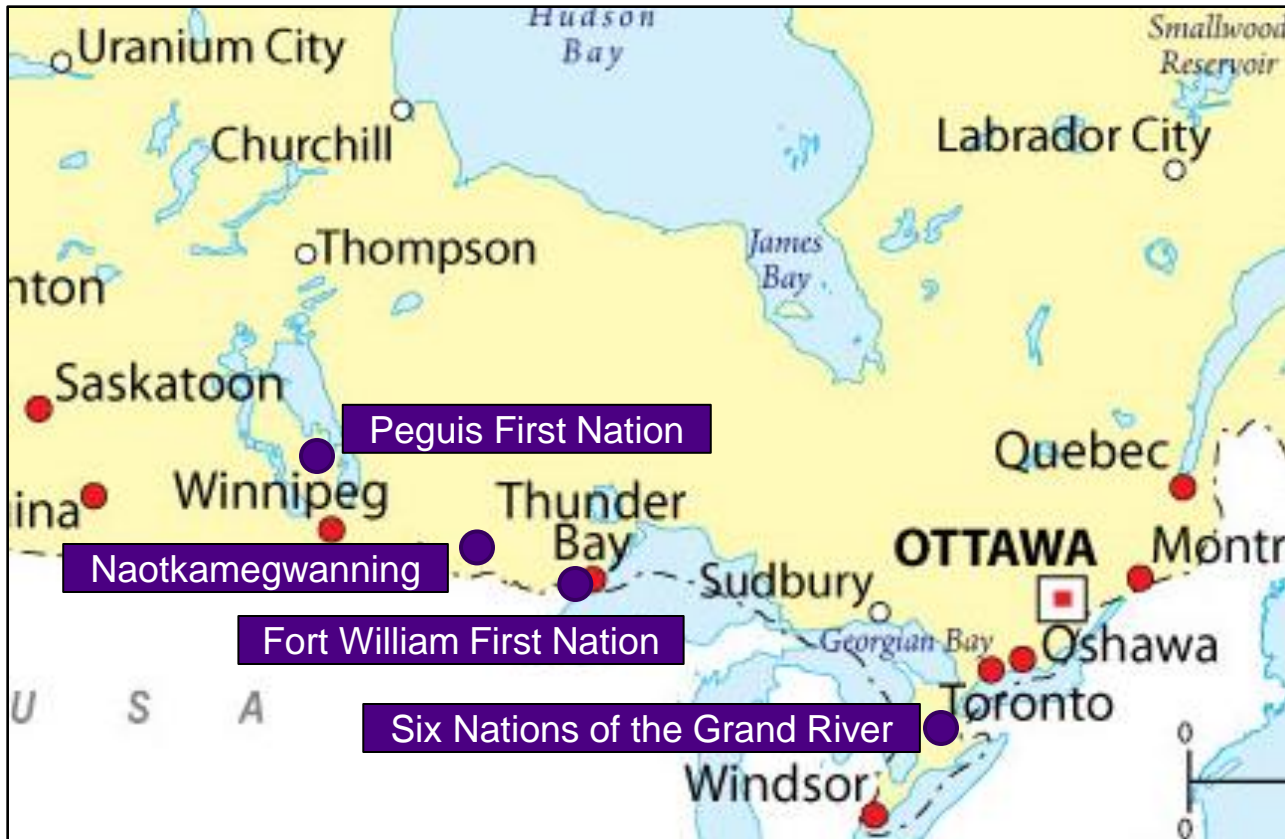 Hudson
Bay
Smallwood
Reservoir
Uranium City
Churchill
Labrador City
Thompson
James
Bay
nton
Saskatoon
Peguis First Nation
Quebec
Winnipeg
Thunder
Bay
ina
OTTAWA
Montr
Naotkamegwanning
Sudbury
Fort William First Nation
Georgian Bay
Oshawa
U S A
Toronto
Six Nations of the Grand River
Windsor
0
0